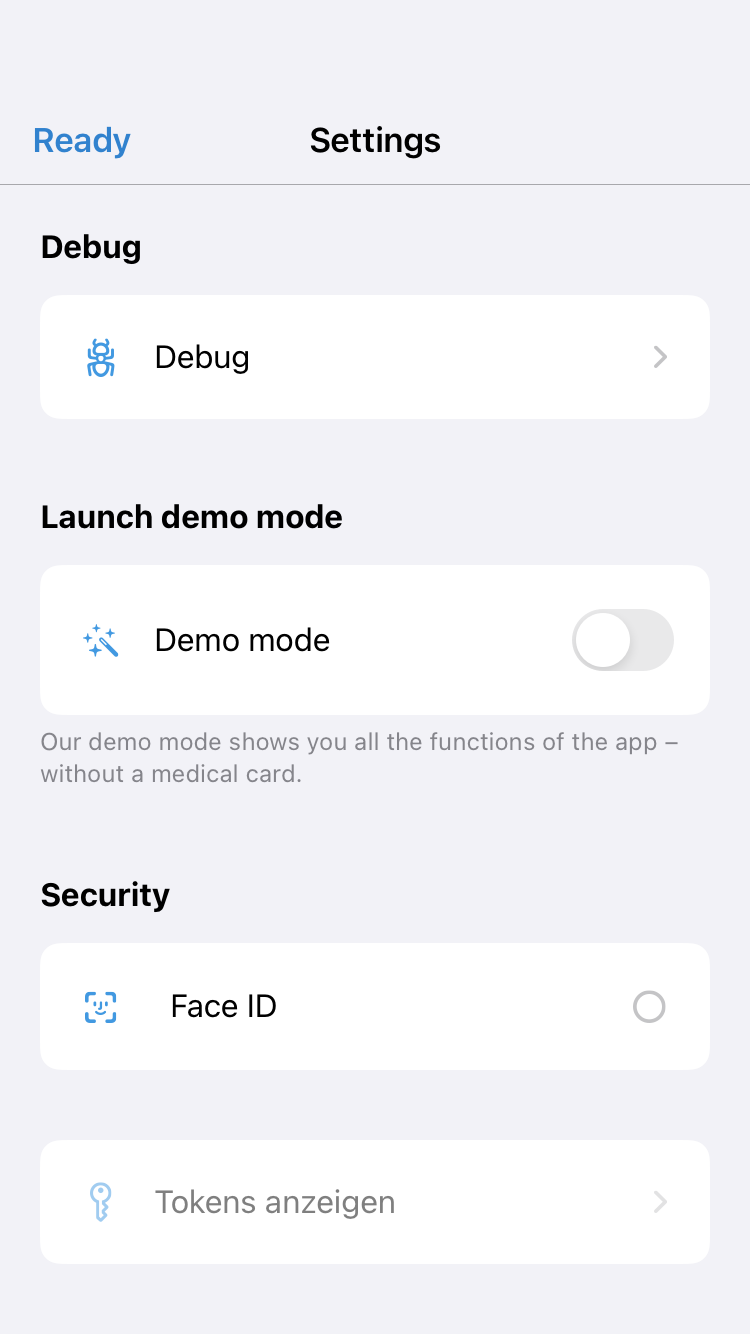 Ready
Settings
Debug
Debug
Launch demo mode
Demo mode
Our demo mode shows you all the functions of the app –
without a medical card.
Security
Face ID
Tokens anzeigen